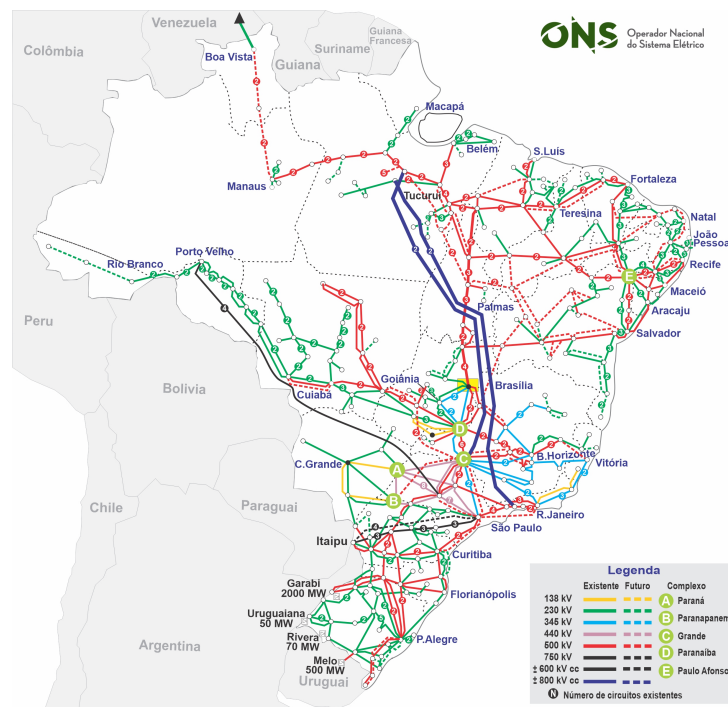 ONS Operador Nacional
do Sistema Elétrico
Venezuela
Guiana
Francesa
Suriname
Colômbia
Boa Vista
Guiana
Macapá
Belém
S.Luis
Manaus
Fortaleza
Tucuruí
Teresina
Natal
João
Pessoa
Porto Velho
Rio Branco
Recife
E
Maceió
Palmas
Aracaju
Peru
Salvador
Goiânia
Brasília
Cuiabá
Bolivia
D
B.Horizonte
C.Grande
A
C
Vitória
B
Chile
Paraguai
R.Janeiro
São Paulo
Itaipu
Curitiba
Garabi
2000 MW
Florianópolis
Uruguaiana
50 MW
Rivera
70 MW
P.Alegre
Argentina
Melo
500 MW
Uruguai
Legenda
Existente Futuro Complexo
138 kV A Paraná
230 kV
345 kV B Paranapanem
440 kV C Grande
500 kV
750 kV D Paranaíba
± 600 kV cc
± 800 kV cc E Paulo Afonso
N Número de circuitos existentes